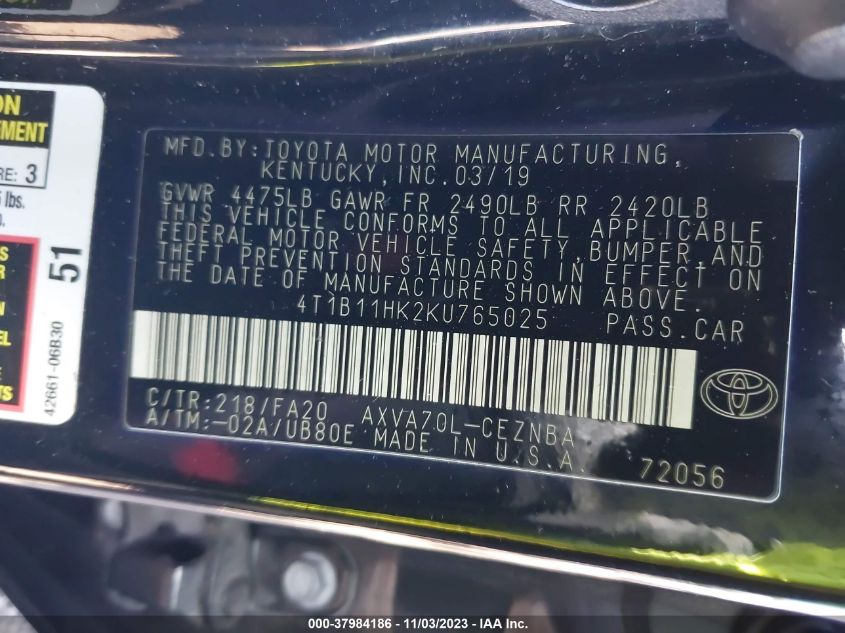 ON
EMENT
RE: 3
lbs.
51
42661-06B30
MFD.BY:TOYOTA MOTOR MANUFACTURING,
KENTUCKY,INC.03/19
GVWR 4475LB GAWR FR 2490LB RR 2420LB
THIS VEHICLE CONFORMS TO ALL APPLICABLE
FEDERAL MOTOR VEHICLE SAFETY,BUMPER,AND
THEFT PREVENTION STANDARDS IN EFFECT ON
THE DATE OF MANUFACTURE SHOWN ABOVE.
4T1B11HK2KU765025 PASS.CAR
C/TR:218/FA20 AXVA70L-CEZNBA
A/TM:-02A/UB80E MADE IN U.S.A.
72056
000-37984186 - 11/03/2023 - IAAI.COM